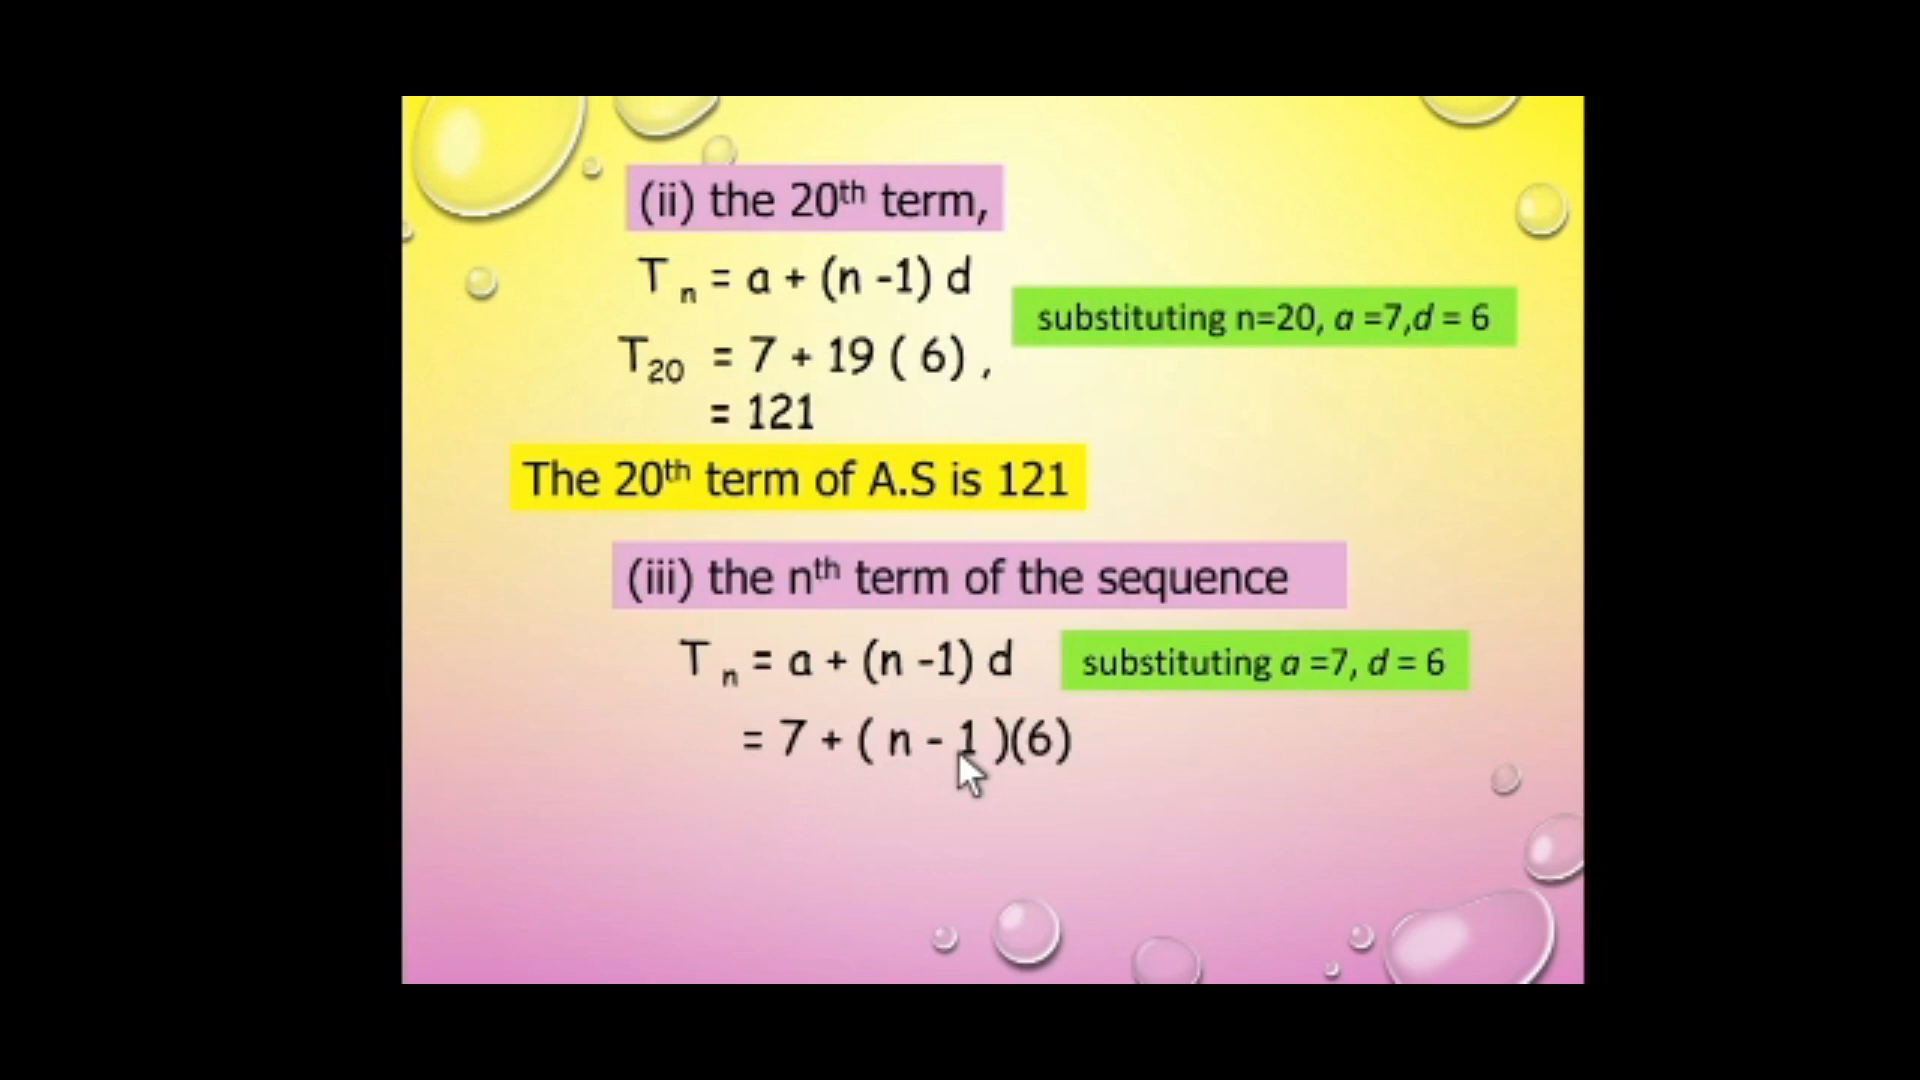 (ii) the 20th term,
T n = a + (n -1) d
substituting n=20, a =7,d = 6
T20 = 7 + 19 ( 6) ,
= 121
The 20th term of A.S is 121
(iii) the nth term of the sequence
T n = a + (n -1) d
substituting a =7, d = 6
= 7 + ( n - 1 )(6)